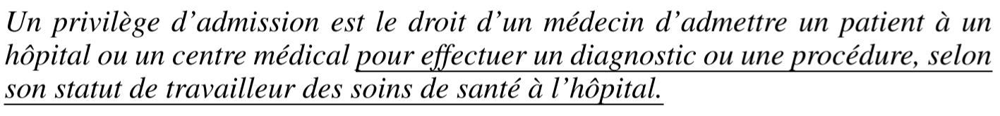 Un privilège d'admission est le droit d'un médecin d'admettre un patient à un
hôpital ou un centre médical pour effectuer un diagnostic ou une procédure, selon
son statut de travailleur des soins de santé à l'hôpital.